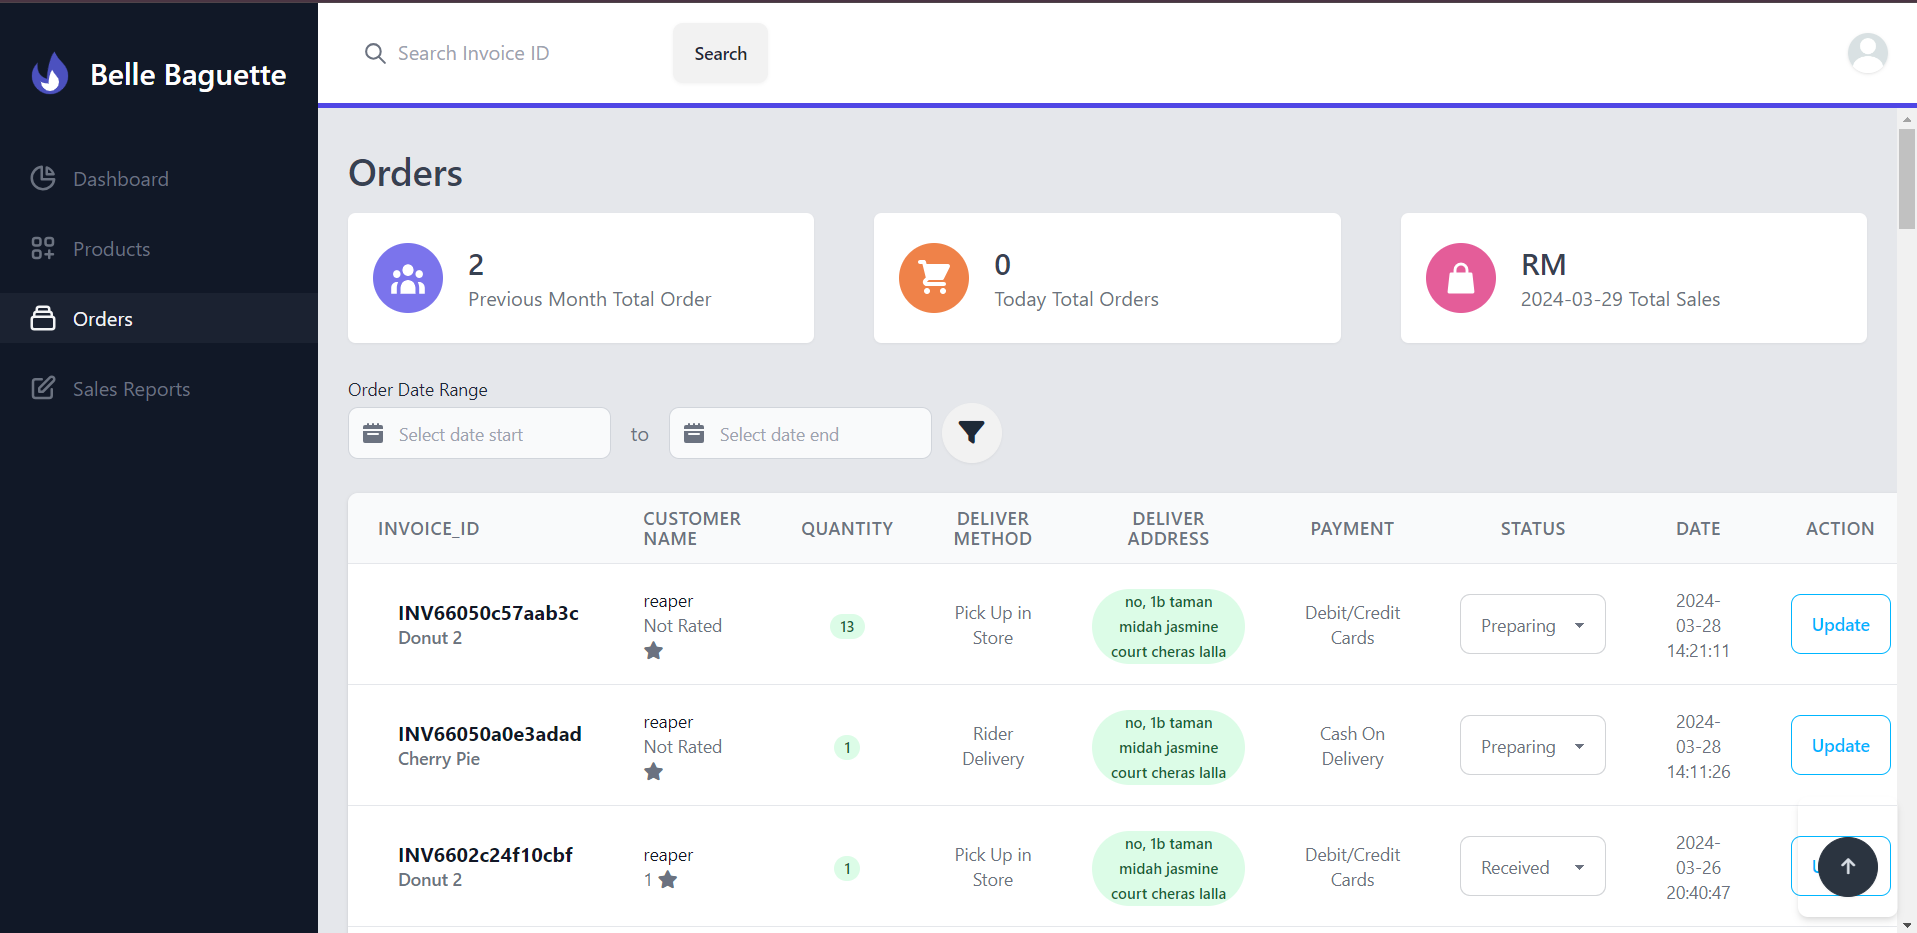 Belle Baguette
Search Invoice ID
Search
Dashboard
Products
Orders
Sales Reports
Orders
2
Previous Month Total Order
0
Today Total Orders
RM
2024-03-29 Total Sales
Order Date Range
Select date start
to
Select date end
INVOICE_ID
CUSTOMER
NAME
QUANTITY
DELIVER
METHOD
DELIVER
ADDRESS
PAYMENT
STATUS
DATE
ACTION
INV66050c57aab3c
Donut 2
reaper
Not Rated
13
Pick Up in
Store
no, 1b taman
midah jasmine
court cheras lalla
Debit/Credit
Cards
Preparing
2024-
03-28
14:21:11
Update
INV66050a0e3adad
Cherry Pie
reaper
Not Rated
1
Rider
Delivery
no, 1b taman
midah jasmine
court cheras lalla
Cash On
Delivery
Preparing
2024-
03-28
14:11:26
Update
INV6602c24f10cbf
Donut 2
reaper
1
1
Pick Up in
Store
no, 1b taman
midah jasmine
court cheras lalla
Debit/Credit
Cards
Received
2024-
03-26
20:40:47